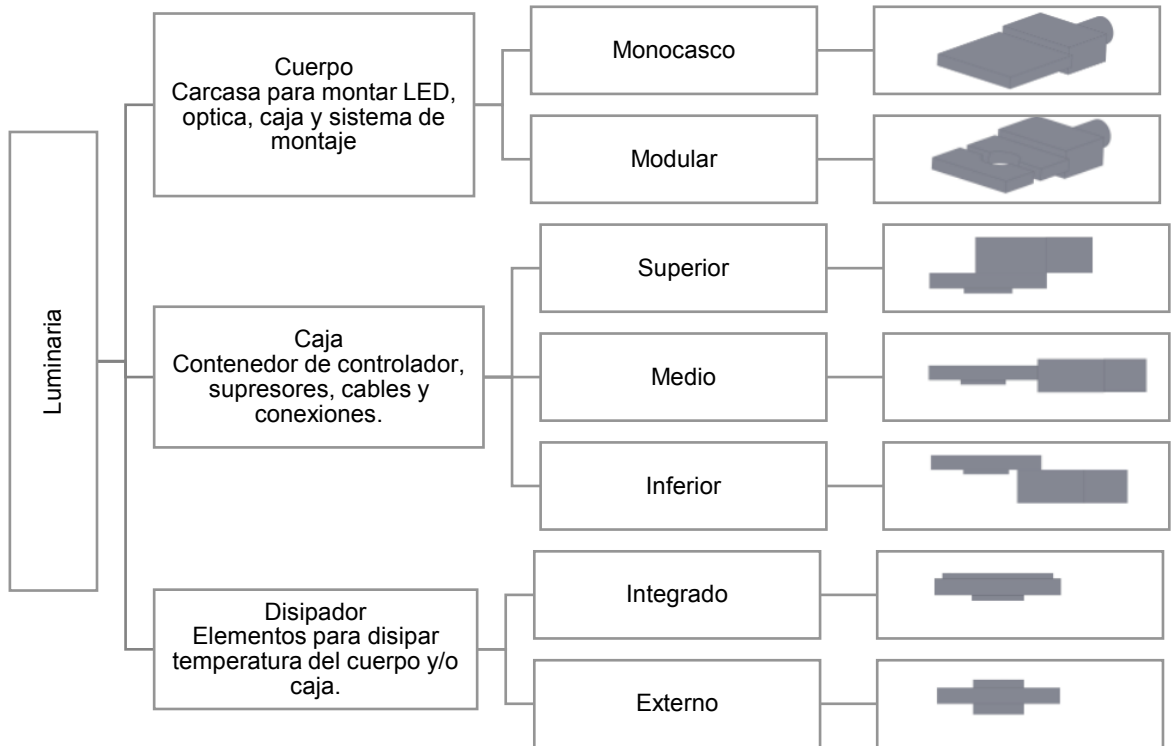 Luminaria
Cuerpo
Carcasa para montar LED,
optica, caja y sistema de
montaje
Monocasco
Modular
Caja
Contenedor de controlador,
supresores, cables y
conexiones.
Superior
Medio
Inferior
Disipador
Elementos para disipar
temperatura del cuerpo y/o
caja.
Integrado
Externo